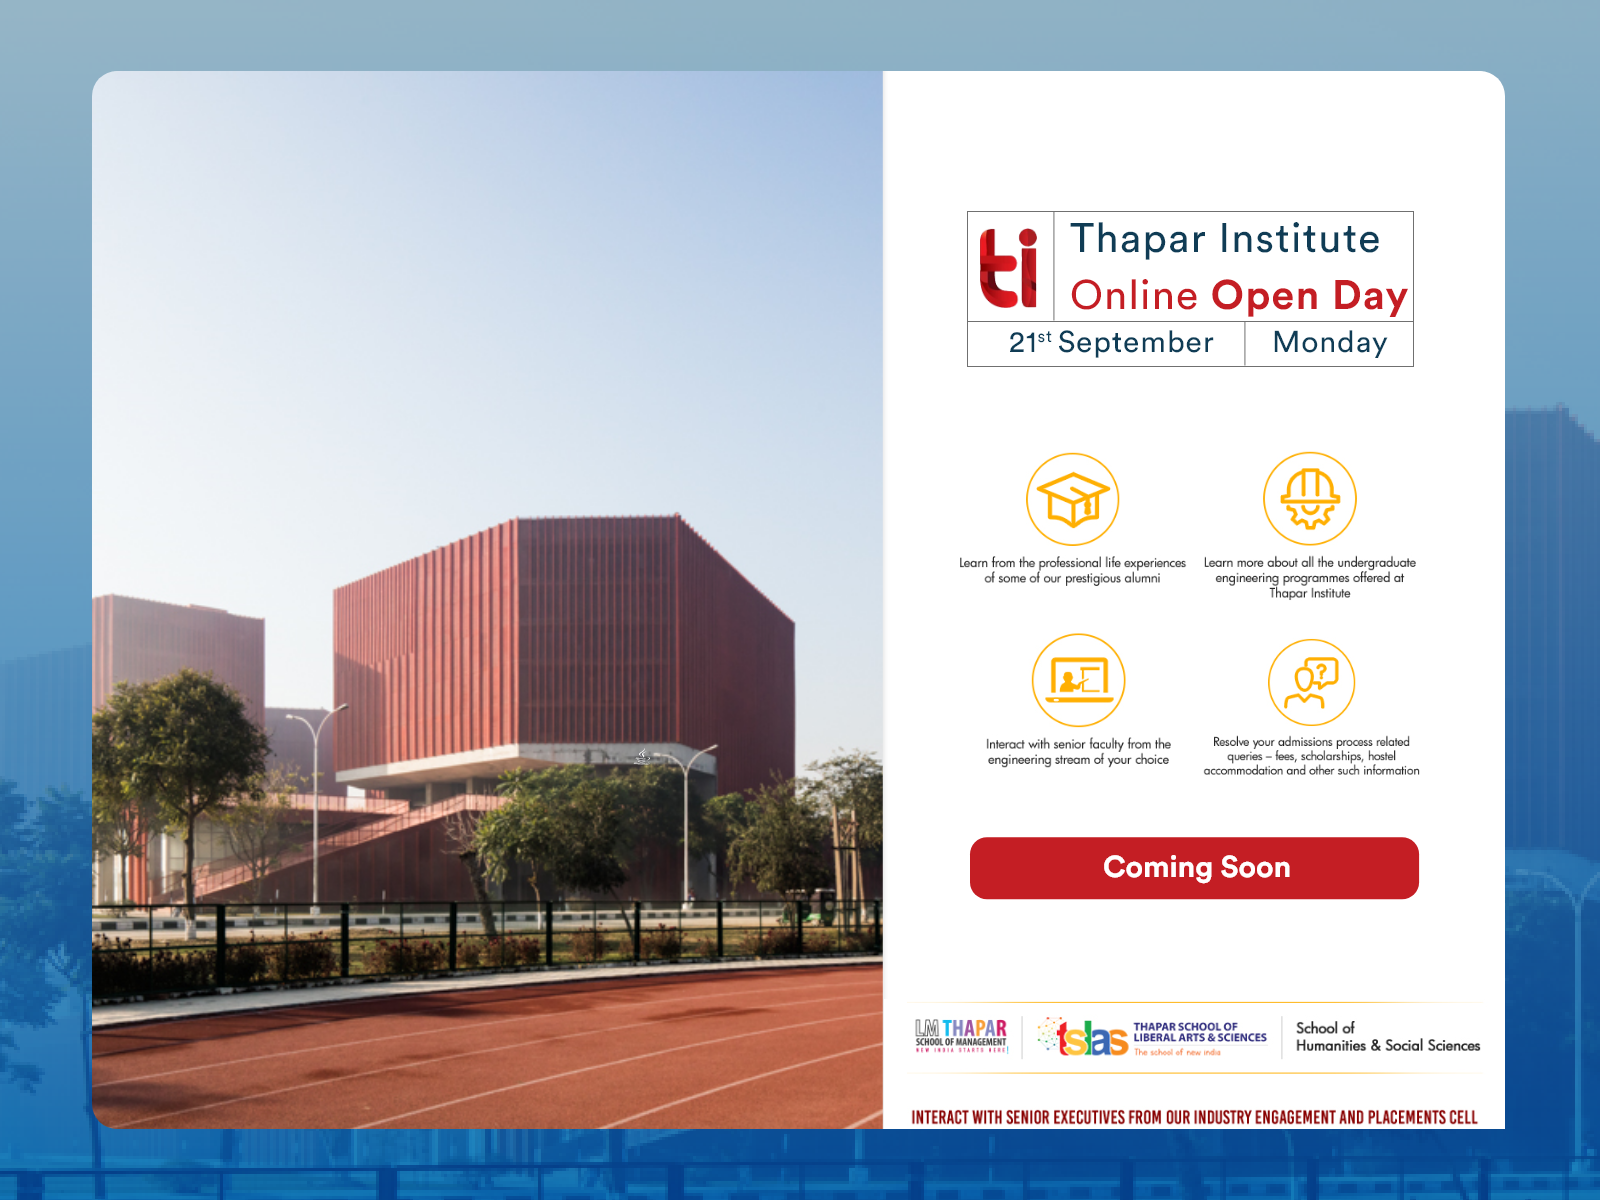 ti
Thapar Institute
Online Open Day
21st September
Monday
Learn from the professional life experiences
of some of our prestigious alumni
Learn more about all the undergraduate
engineering programmes offered at
Thapar Institute
Interact with senior faculty from the
engineering stream of your choice
?
Resolve your admissions process related
queries – fees, scholarships, hostel
accommodation and other such information
Coming Soon
LM THAPAR
SCHOOL OF MANAGEMENT
NEW INDIA STARTS HERE!
tslas
THAPAR SCHOOL OF
LIBERAL ARTS & SCIENCES
The school of new india
School of
Humanities & Social Sciences
INTERACT WITH SENIOR EXECUTIVES FROM OUR INDUSTRY ENGAGEMENT AND PLACEMENTS CELL